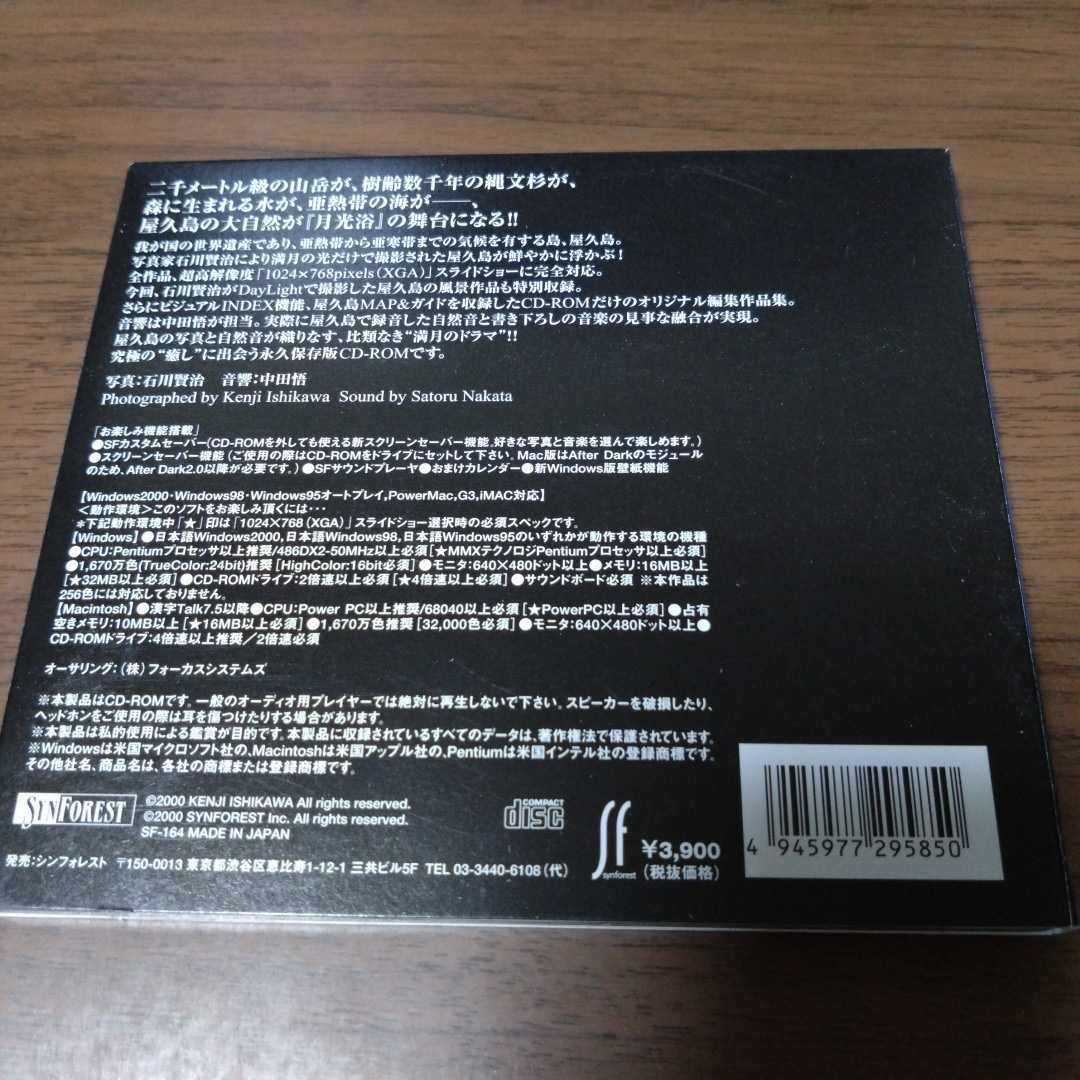 二千メートル級の山岳が、樹齢数千年の縄文杉が、
森に生まれる水が、亜熱帯の海が――、
屋久島の大自然が『月光浴』の舞台になる!!
我が国の世界遺産であり、亜熱帯から亜寒帯までの気候を有する島、屋久島。
写真家石川賢治により満月の光だけで撮影された屋久島が鮮やかに浮かぶ!
全作品、超高解像度「1024×768pixels(XGA)」スライドショーに完全対応。
今回、石川賢治がDayLightで撮影した屋久島の風景作品も特別収録。
さらにビジュアルINDEX機能、屋久島MAP&ガイドを収録したCD-ROMだけのオリジナル編集作品集。
音響は中田悟が担当。実際に屋久島で録音した自然音と書き下ろしの音楽の見事な融合が実現。
屋久島の写真と自然音が織りなす、比類なき“満月のドラマ”!!
究極の“癒し”に出会う永久保存版CD-ROMです。
写真:石川賢治 音響:中田悟
Photographed by Kenji Ishikawa Sound by Satoru Nakata
「お楽しみ機能搭載」
●SFカスタムセーバー(CD-ROMを外しても使える新スクリーンセーバー機能。好きな写真と音楽を選んで楽しめます。)
●スクリーンセーバー機能(ご使用の際はCD-ROMをドライブにセットして下さい。Mac版はAfter Darkのモジュール
のため、After Dark2.0以降が必要です。)●SFサウンドプレーヤ●おまけカレンダー●新Windows版壁紙機能
【Windows2000・Windows98・Windows95オートプレイ,PowerMac,G3,iMAC対応】
<動作環境>このソフトをお楽しみ頂くには・・・
*下記動作環境中「★」印は「1024×768(XGA)」スライドショー選択時の必須スペックです。
【Windows】●日本語Windows2000,日本語Windows98,日本語Windows95のいずれかが動作する環境の機種
●CPU:Pentiumプロセッサ以上推奨/486DX2-50MHz以上必須[★MMXテクノロジPentiumプロセッサ以上必須]
●1,670万色(TrueColor:24bit)推奨[HighColor:16bit必須]●モニタ:640×480ドット以上●メモリ:16MB以上
[★32MB以上必須]●CD-ROMドライブ:2倍速以上必須[★4倍速以上必須]●サウンドボード必須 ※本作品は
256色には対応しておりません。
【Macintosh】●漢字Talk7.5以降●CPU:Power PC以上推奨/68040以上必須[★PowerPC以上必須]●占有
空きメモリ:10MB以上[★16MB以上必須]●1,670万色推奨[32,000色必須]●モニタ:640×480ドット以上●
CD-ROMドライブ:4倍速以上推奨/2倍速必須
オーサリング:(株)フォーカスシステムズ
※本製品はCD-ROMです。一般のオーディオ用プレイヤーでは絶対に再生しないで下さい。スピーカーを破損したり、
ヘッドホンをご使用の際は耳を傷つけたりする場合があります。
※本製品は私的使用による鑑賞が目的です。本製品に収録されているすべてのデータは、著作権法で保護されています。
※Windowsは米国マイクロソフト社の、Macintoshは米国アップル社の、Pentiumは米国インテル社の登録商標です。
その他社名、商品名は、各社の商標または登録商標です。
SYNFOREST
©2000 KENJI ISHIKAWA All rights reserved.
©2000 SYNFOREST Inc. All rights reserved.
SF-164 MADE IN JAPAN
COMPACT
disc
sf
synforest
¥3,900
(税抜価格)
4 945977 295850
発売:シンフォレスト 〒150-0013 東京都渋谷区恵比寿1-12-1 三共ビル5F TEL 03-3440-6108(代)